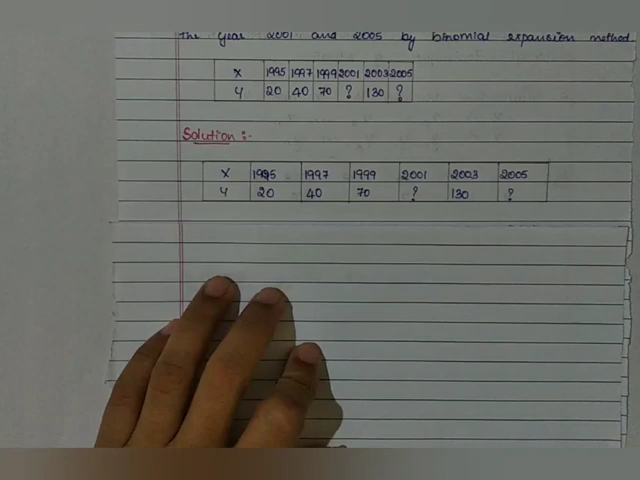 The year 2001 and 2005 by binomial expansion method
X 1995 1997 1999 2001 2003 2005
Y 20 40 70 ? 130 ?
Solution :-
X 1995 1997 1999 2001 2003 2005
Y 20 40 70 ? 130 ?